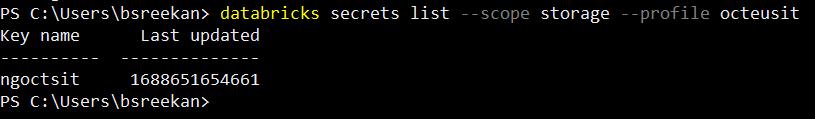 PS C:\Users\bsreekan> databricks secrets list --scope storage --profile octeusit
Key name     Last updated
----------  --------------
ngoctsit     1688651654661
PS C:\Users\bsreekan>